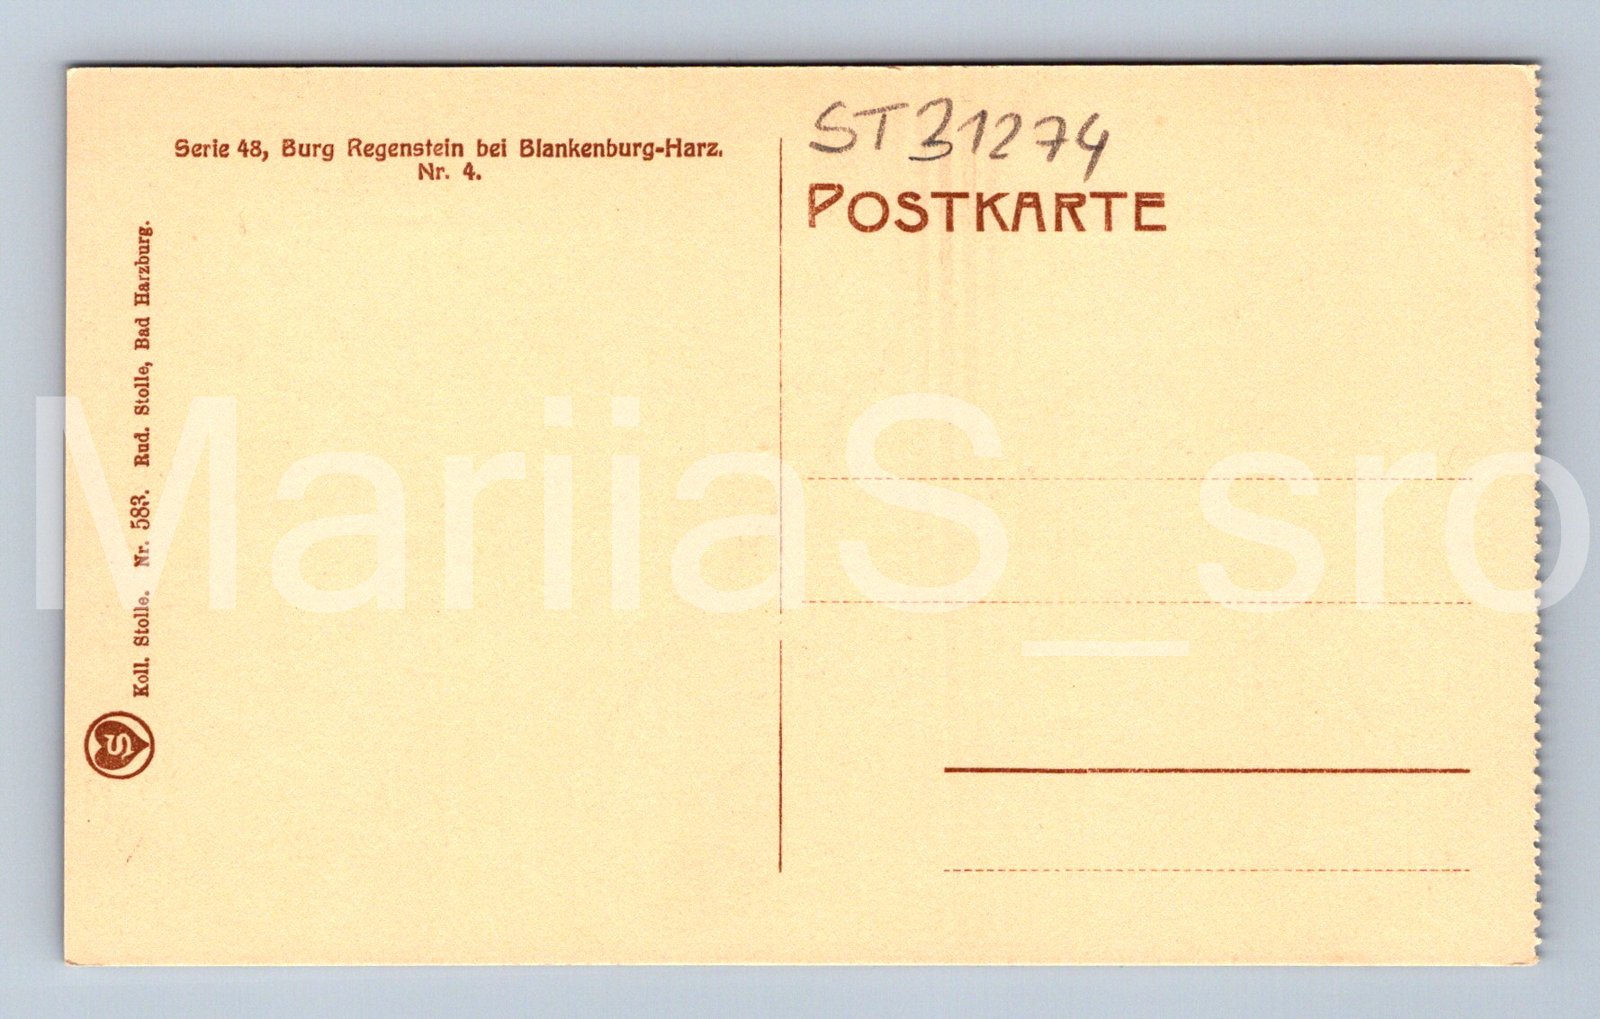 Serie 48, Burg Regenstein bei Blankenburg-Harz.
Nr. 4.
Koll. Stolle. Nr. 583. Rud. Stolle, Bad Harzburg.
S
ST31274
POSTKARTE
MariiaS_sro